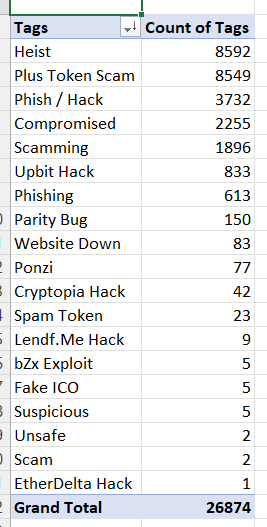 Tags Count of Tags
Heist 8592
Plus Token Scam 8549
Phish / Hack 3732
Compromised 2255
Scamming 1896
Upbit Hack 833
Phishing 613
Parity Bug 150
Website Down 83
Ponzi 77
Cryptopia Hack 42
Spam Token 23
Lendf.Me Hack 9
bZx Exploit 5
Fake ICO 5
Suspicious 5
Unsafe 2
Scam 2
EtherDelta Hack 1
Grand Total 26874